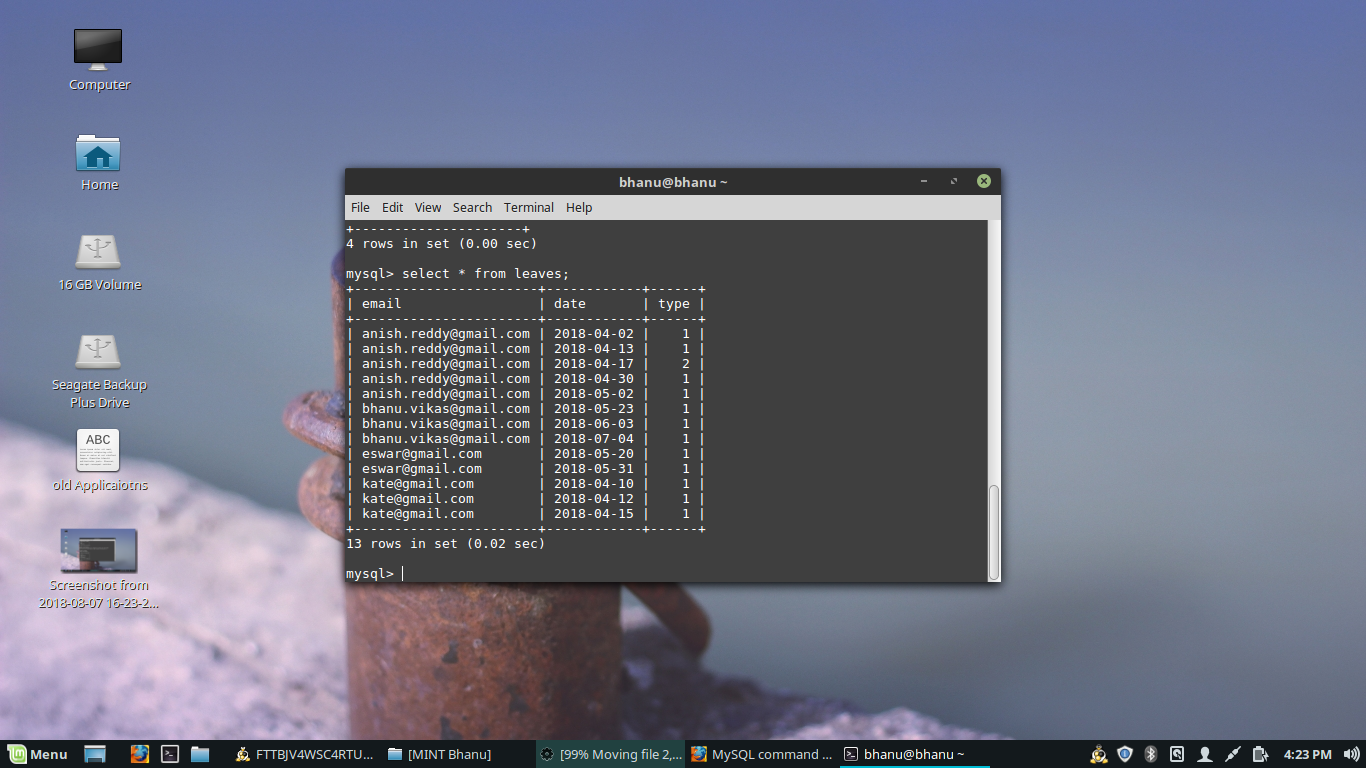 Computer
Home
16 GB Volume
Seagate Backup
Plus Drive
ABC
old Applicaiotns
Screenshot from
2018-08-07 16-23-2...
bhanu@bhanu ~
File Edit View Search Terminal Help
+---------------------+
4 rows in set (0.00 sec)
mysql> select * from leaves;
+-----------------------+------------+------+
| email                 | date       | type |
+-----------------------+------------+------+
| anish.reddy@gmail.com | 2018-04-02 |    1 |
| anish.reddy@gmail.com | 2018-04-13 |    1 |
| anish.reddy@gmail.com | 2018-04-17 |    2 |
| anish.reddy@gmail.com | 2018-04-30 |    1 |
| anish.reddy@gmail.com | 2018-05-02 |    1 |
| bhanu.vikas@gmail.com | 2018-05-23 |    1 |
| bhanu.vikas@gmail.com | 2018-06-03 |    1 |
| bhanu.vikas@gmail.com | 2018-07-04 |    1 |
| eswar@gmail.com       | 2018-05-20 |    1 |
| eswar@gmail.com       | 2018-05-31 |    1 |
| kate@gmail.com        | 2018-04-10 |    1 |
| kate@gmail.com        | 2018-04-12 |    1 |
| kate@gmail.com        | 2018-04-15 |    1 |
+-----------------------+------------+------+
13 rows in set (0.02 sec)
mysql>
Menu FTTBJV4WSC4RTU... [MINT Bhanu] [99% Moving file 2,... MySQL command ... bhanu@bhanu ~ 4:23 PM